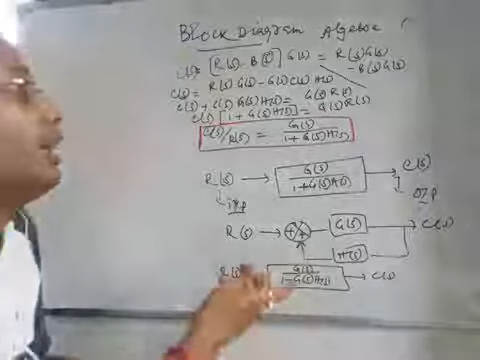 BLock Diagram Algebra
C(s)= [R(s) - B(s)] G(s) = R(s)G(s)
-B(s)G(s)
C(s) = R(s)G(s) - G(s)C(s)H(s)
C(s) + C(s)G(s)H(s) = G(s)R(s)
C(s) [1 + G(s)H(s)] = G(s)R(s)
C(s)/R(s) = G(s)/1+G(s)H(s)
R(s) → G(s)/1+G(s)H(s) → C(s)
i/p O/P
R(s) → + + G(s) → C(s)
H(s)
R(s) G(s)/1-G(s)H(s) → C(s)